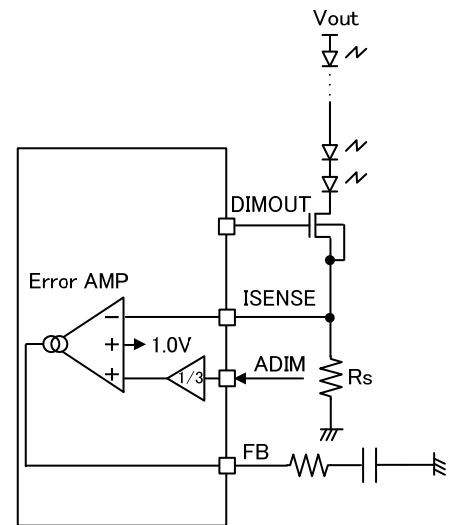 Vout
DIMOUT
Error AMP
ISENSE
−
+
1.0V
+
1/3
ADIM
Rs
FB